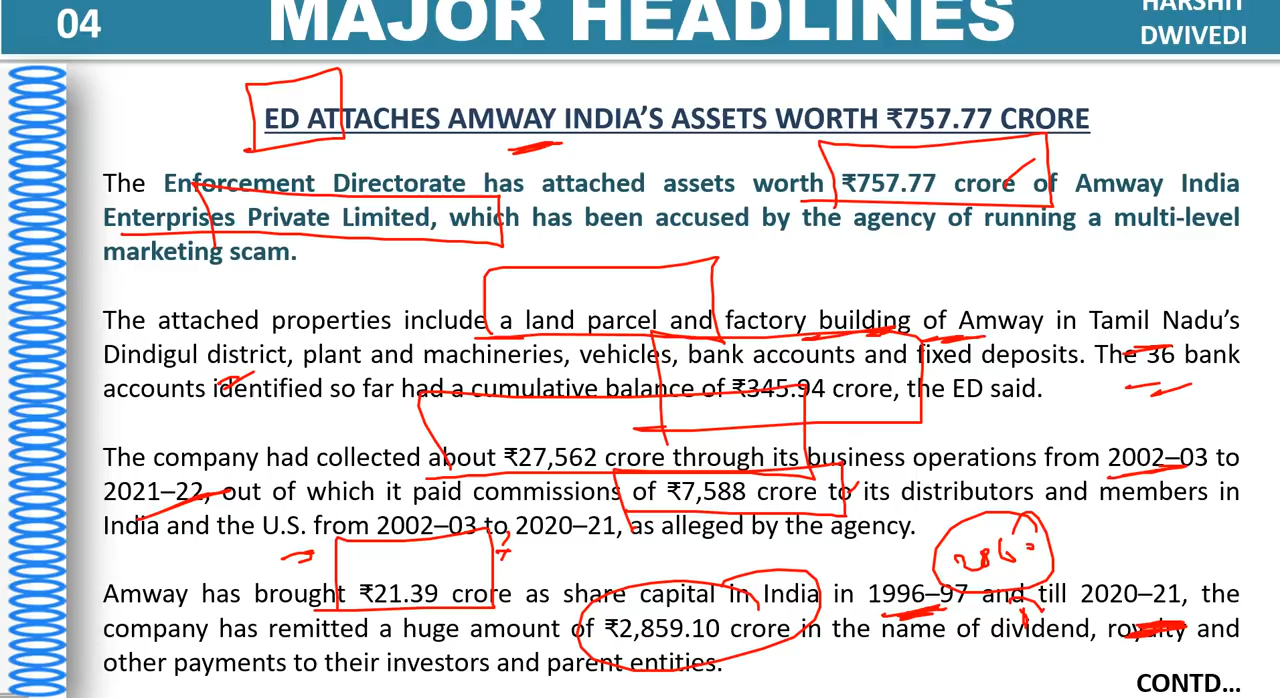 04
MAJOR HEADLINES
HARSHIT
DWIVEDI
ED ATTACHES AMWAY INDIA'S ASSETS WORTH ₹757.77 CRORE
The Enforcement Directorate has attached assets worth ₹757.77 crore of Amway India
Enterprises Private Limited, which has been accused by the agency of running a multi-level
marketing scam.
The attached properties include a land parcel and factory building of Amway in Tamil Nadu's
Dindigul district, plant and machineries, vehicles, bank accounts and fixed deposits. The 36 bank
accounts identified so far had a cumulative balance of ₹345.94 crore, the ED said.
The company had collected about ₹27,562 crore through its business operations from 2002–03 to
2021–22, out of which it paid commissions of ₹7,588 crore to its distributors and members in
India and the U.S. from 2002–03 to 2020–21, as alleged by the agency.
Amway has brought ₹21.39 crore as share capital in India in 1996–97 and till 2020–21, the
company has remitted a huge amount of ₹2,859.10 crore in the name of dividend, royalty and
other payments to their investors and parent entities.
CONTD...